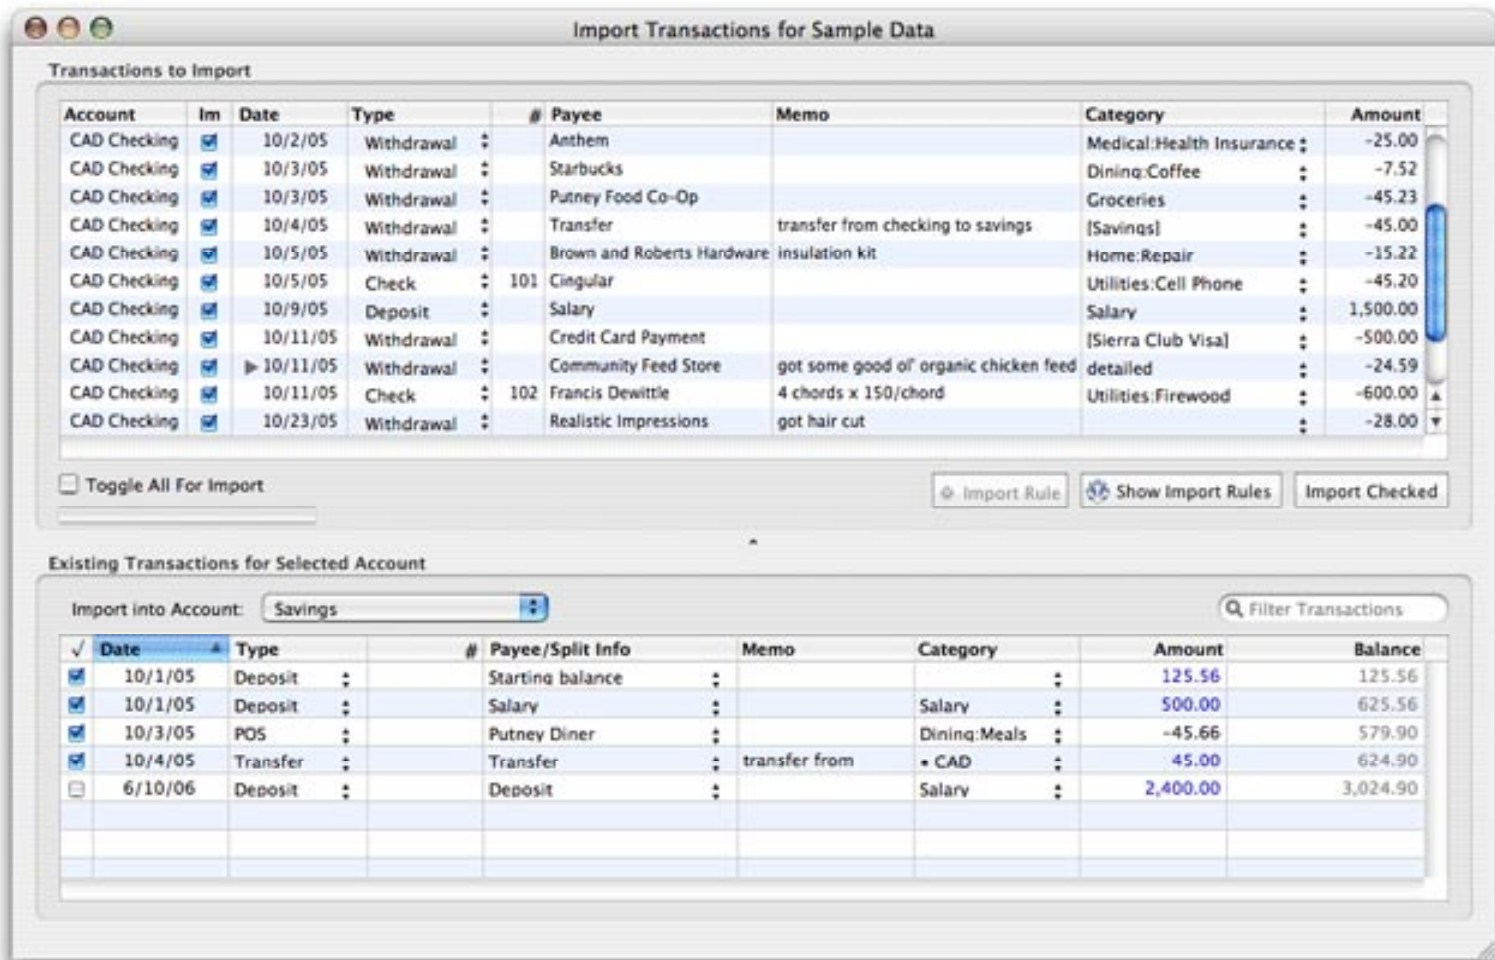 Import Transactions for Sample Data
Transactions to Import
Account Im Date Type # Payee Memo Category Amount
CAD Checking 10/2/05 Withdrawal Anthem Medical:Health Insurance -25.00
CAD Checking 10/3/05 Withdrawal Starbucks Dining:Coffee -7.52
CAD Checking 10/3/05 Withdrawal Putney Food Co-Op Groceries -45.23
CAD Checking 10/4/05 Withdrawal Transfer transfer from checking to savings [Savings] -45.00
CAD Checking 10/5/05 Withdrawal Brown and Roberts Hardware insulation kit Home:Repair -15.22
CAD Checking 10/5/05 Check 101 Cingular Utilities:Cell Phone -45.20
CAD Checking 10/9/05 Deposit Salary Salary 1,500.00
CAD Checking 10/11/05 Withdrawal Credit Card Payment [Sierra Club Visa] -500.00
CAD Checking 10/11/05 Withdrawal Community Feed Store got some good ol' organic chicken feed detailed -24.59
CAD Checking 10/11/05 Check 102 Francis Dewittle 4 chords x 150/chord Utilities:Firewood -600.00
CAD Checking 10/23/05 Withdrawal Realistic Impressions got hair cut -28.00
Toggle All For Import Import Rule Show Import Rules Import Checked
Existing Transactions for Selected Account
Import into Account: Savings Filter Transactions
√ Date Type # Payee/Split Info Memo Category Amount Balance
10/1/05 Deposit Starting balance 125.56 125.56
10/1/05 Deposit Salary Salary 500.00 625.56
10/3/05 POS Putney Diner Dining:Meals -45.66 579.90
10/4/05 Transfer Transfer transfer from • CAD 45.00 624.90
6/10/06 Deposit Deposit Salary 2,400.00 3,024.90